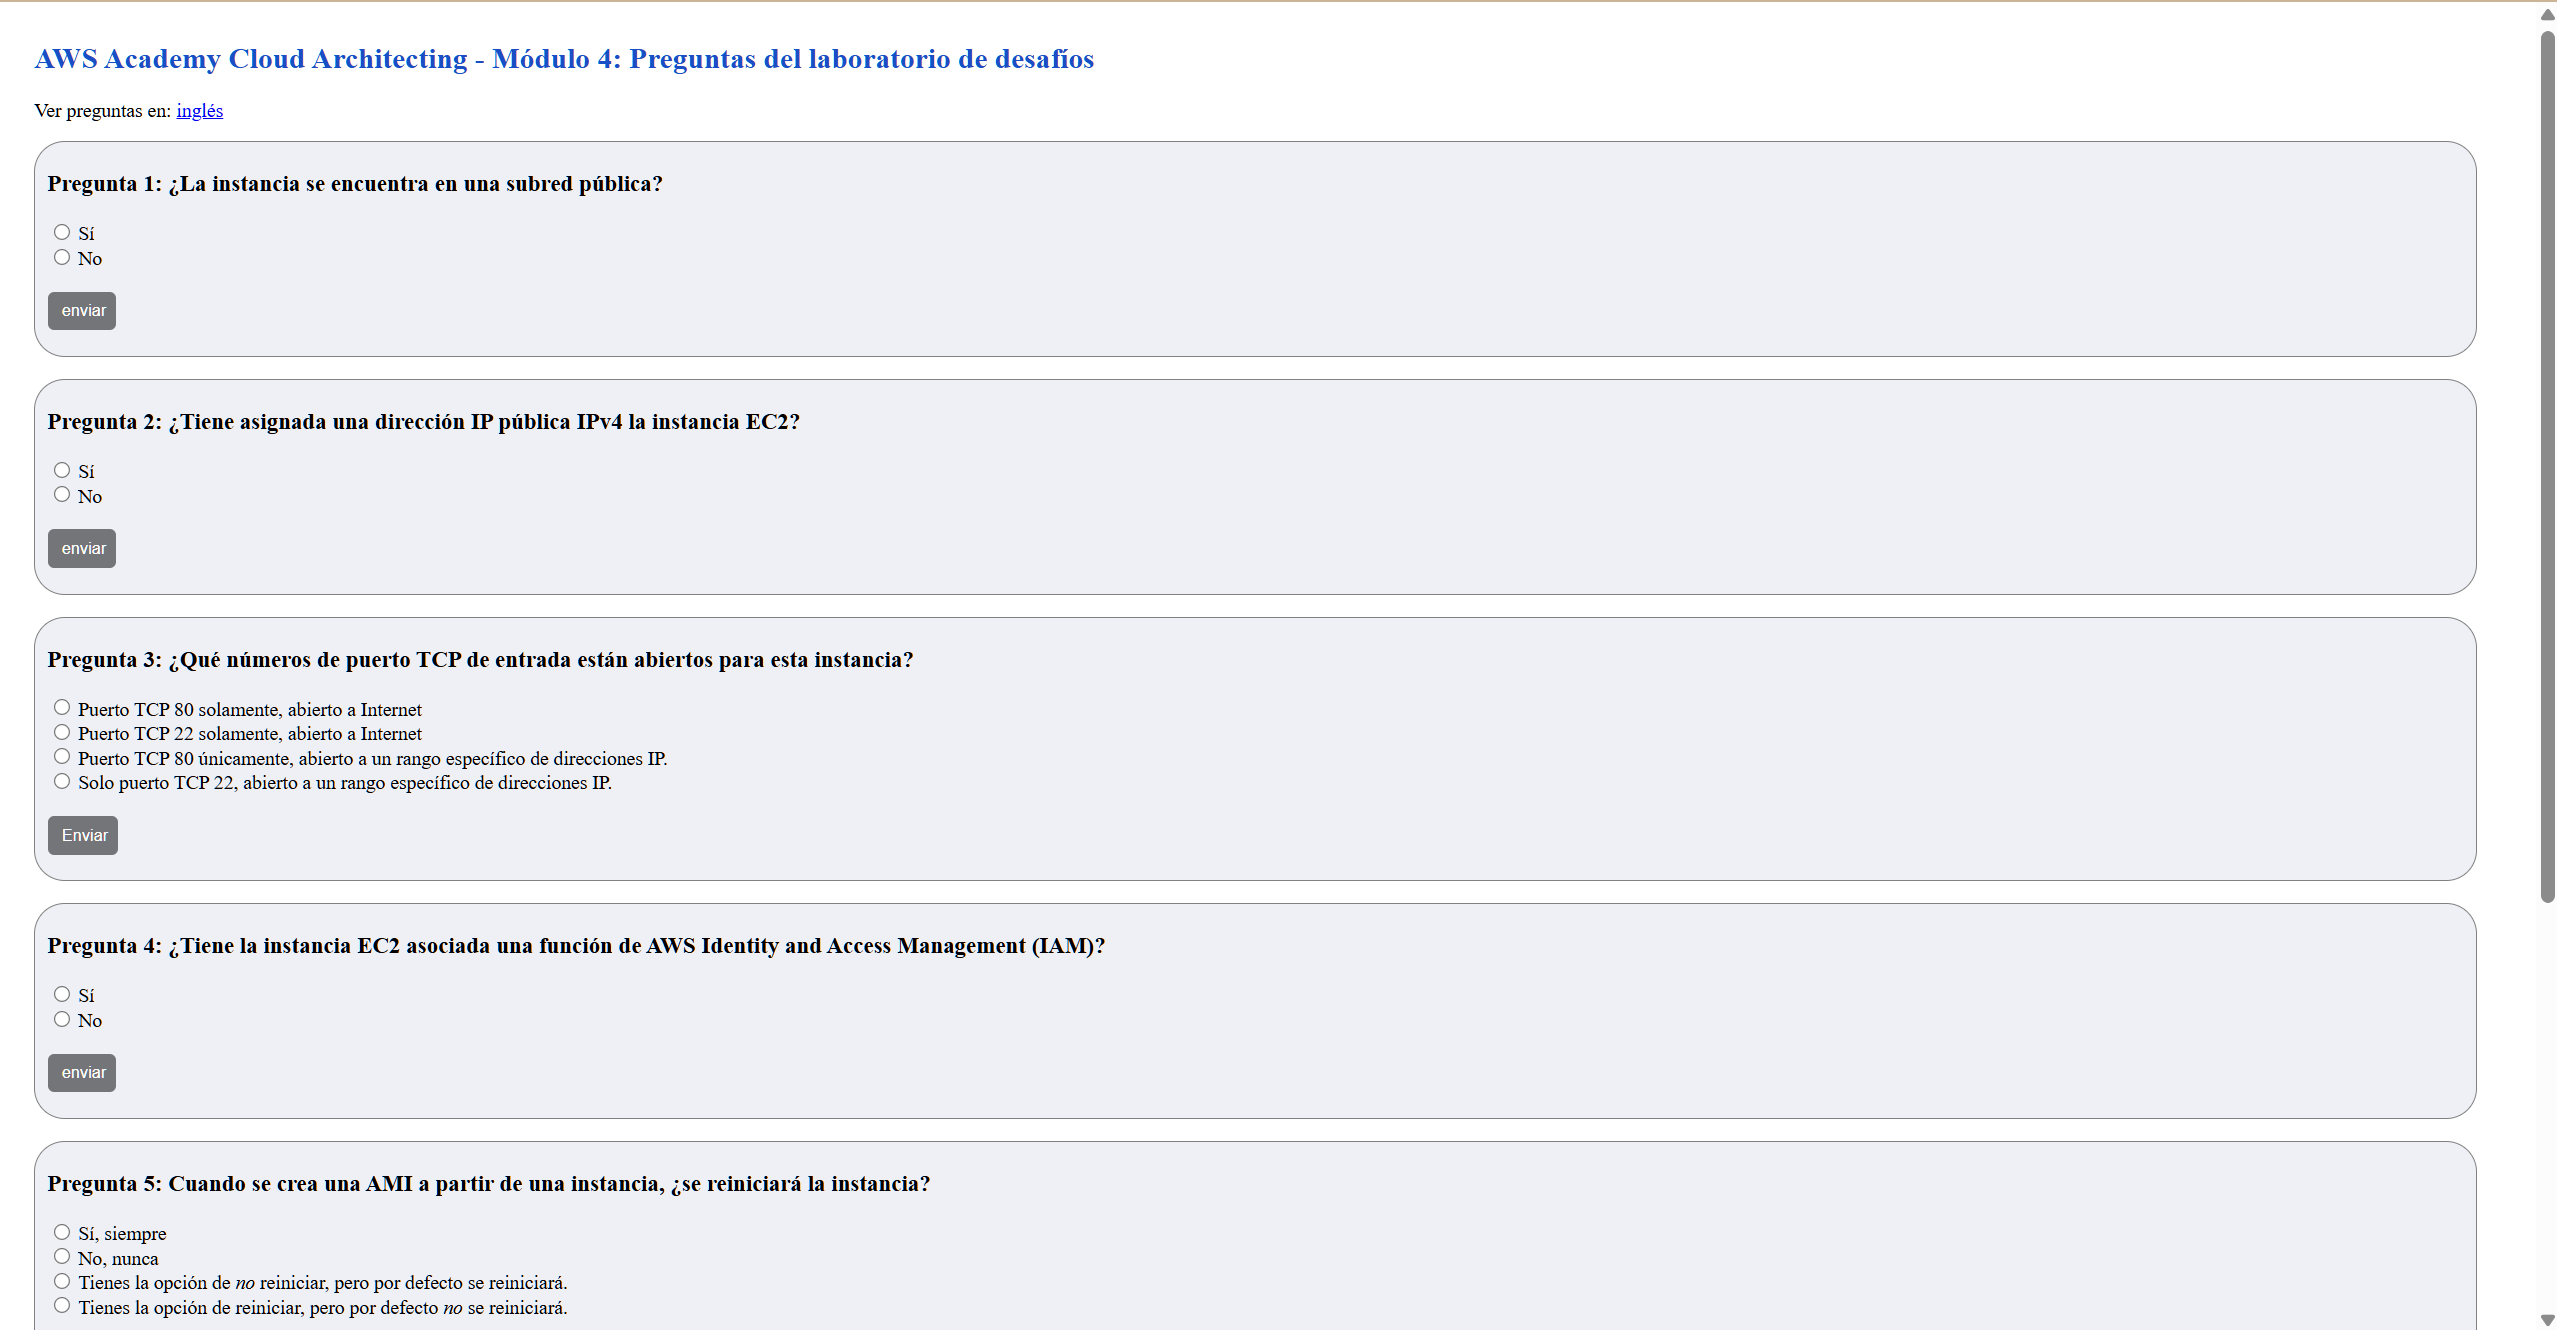 AWS Academy Cloud Architecting - Módulo 4: Preguntas del laboratorio de desafíos
Ver preguntas en: inglés
Pregunta 1: ¿La instancia se encuentra en una subred pública?
Sí
No
enviar
Pregunta 2: ¿Tiene asignada una dirección IP pública IPv4 la instancia EC2?
Sí
No
enviar
Pregunta 3: ¿Qué números de puerto TCP de entrada están abiertos para esta instancia?
Puerto TCP 80 solamente, abierto a Internet
Puerto TCP 22 solamente, abierto a Internet
Puerto TCP 80 únicamente, abierto a un rango específico de direcciones IP.
Solo puerto TCP 22, abierto a un rango específico de direcciones IP.
Enviar
Pregunta 4: ¿Tiene la instancia EC2 asociada una función de AWS Identity and Access Management (IAM)?
Sí
No
enviar
Pregunta 5: Cuando se crea una AMI a partir de una instancia, ¿se reiniciará la instancia?
Sí, siempre
No, nunca
Tienes la opción de no reiniciar, pero por defecto se reiniciará.
Tienes la opción de reiniciar, pero por defecto no se reiniciará.